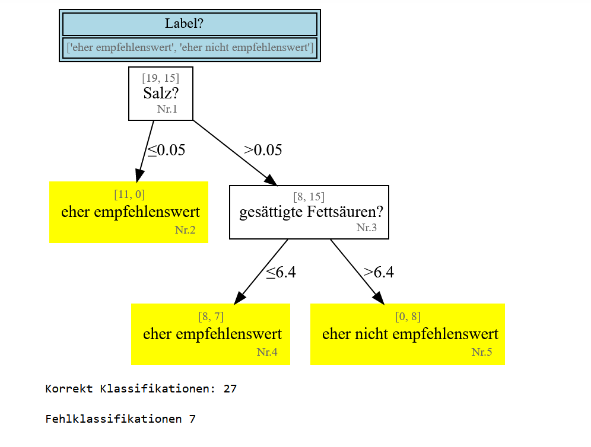 Label?
['eher empfehlenswert', 'eher nicht empfehlenswert']
[19, 15]
Salz?
Nr.1
≤0.05
>0.05
[11, 0]
eher empfehlenswert
Nr.2
[8, 15]
gesättigte Fettsäuren?
Nr.3
≤6.4
>6.4
[8, 7]
eher empfehlenswert
Nr.4
[0, 8]
eher nicht empfehlenswert
Nr.5
Korrekt Klassifikationen: 27
Fehlklassifikationen 7